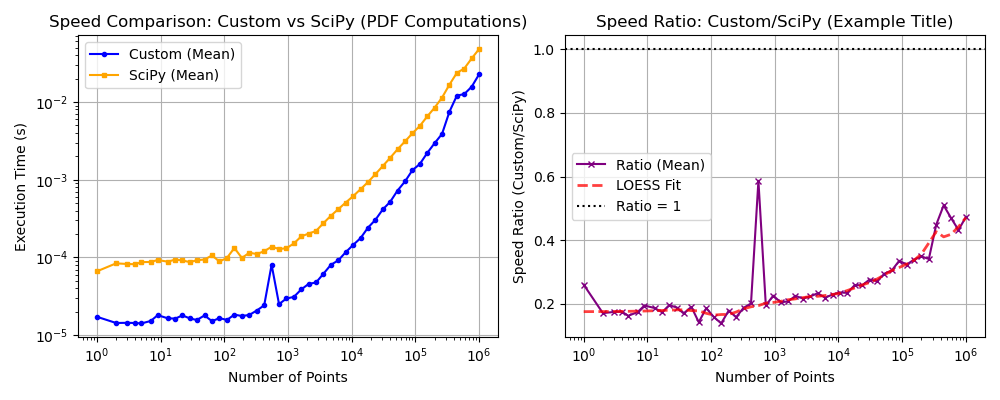 Speed Comparison: Custom vs SciPy (PDF Computations)
Custom (Mean)
SciPy (Mean)
Execution Time (s)
10⁻²
10⁻³
10⁻⁴
10⁻⁵
10⁰ 10¹ 10² 10³ 10⁴ 10⁵ 10⁶
Number of Points
Speed Ratio: Custom/SciPy (Example Title)
Speed Ratio (Custom/SciPy)
1.0
0.8
0.6
0.4
0.2
Ratio (Mean)
LOESS Fit
Ratio = 1
10⁰ 10¹ 10² 10³ 10⁴ 10⁵ 10⁶
Number of Points